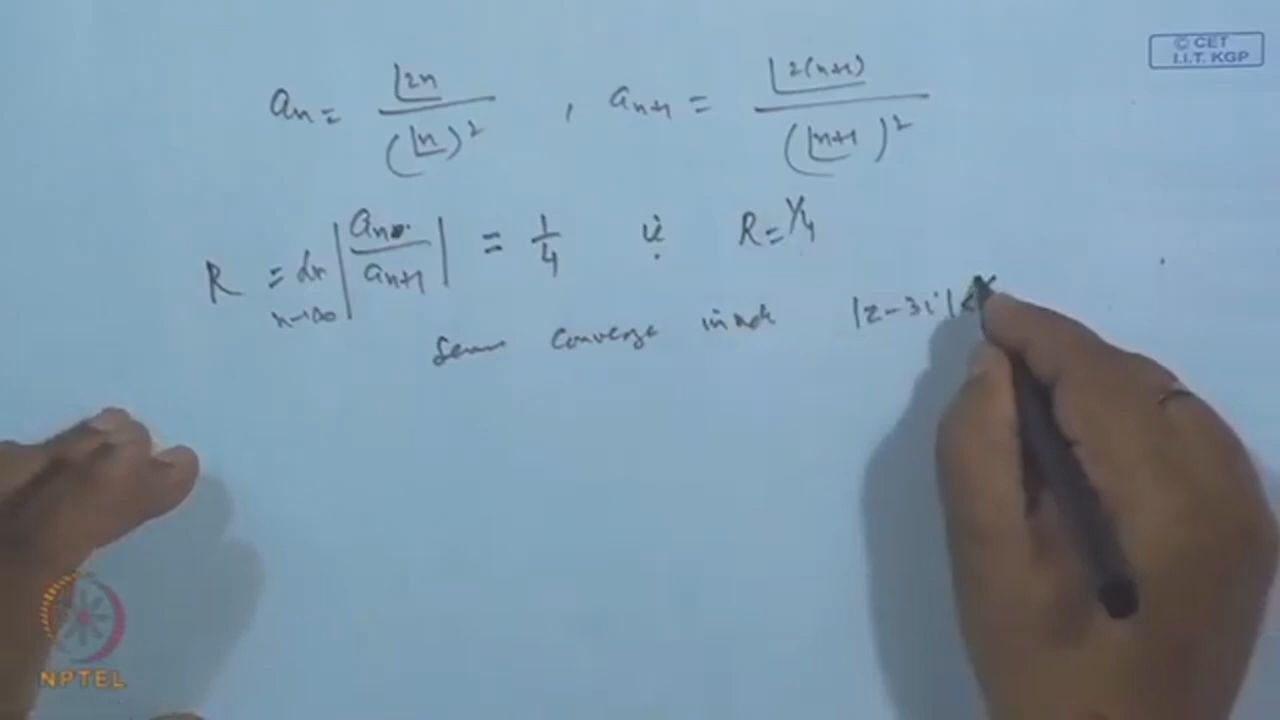 © CET
I.I.T. KGP
aₙ = ⌊2n / (⌊n)² , aₙ₊₁ = ⌊2(n+1) / (⌊n+1)²
R = Lim n→∞ |aₙ / aₙ₊₁| = 1/4 ie R = 1/4
Series converge inside |z-3i| <
NPTEL